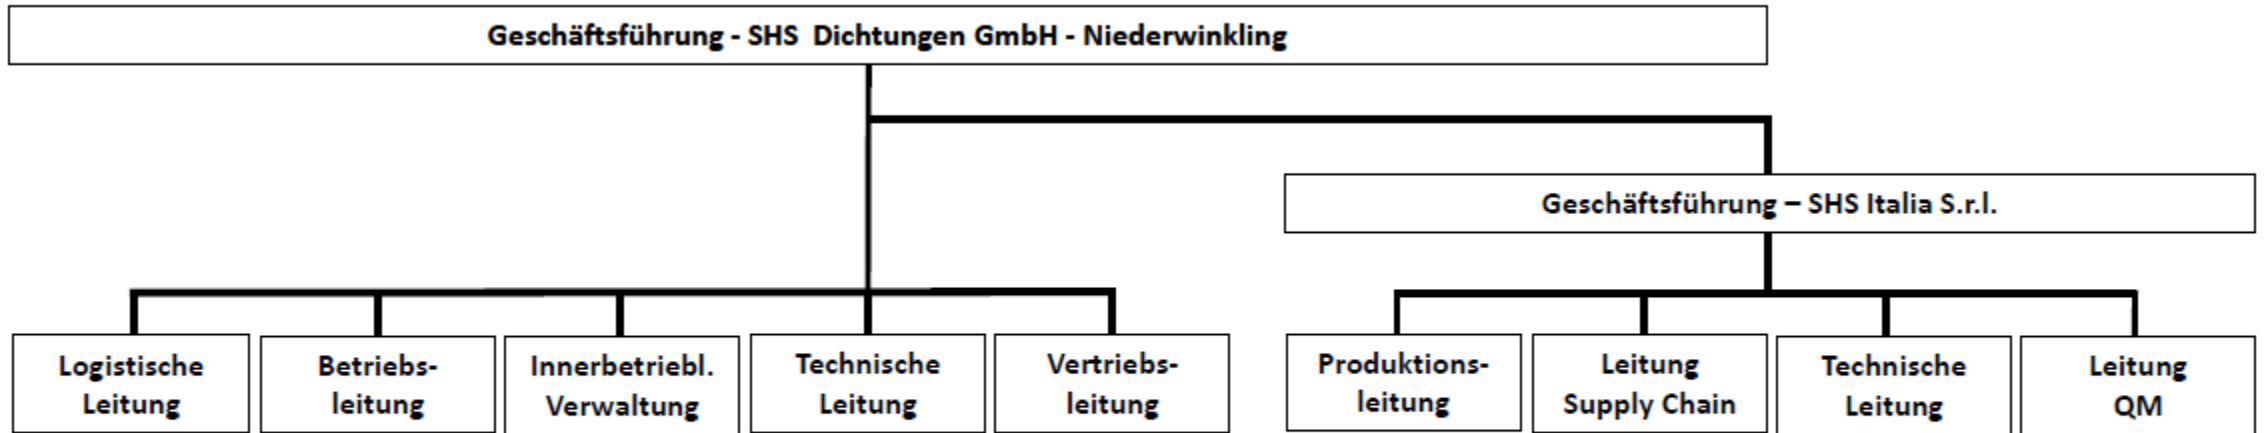 Geschäftsführung - SHS Dichtungen GmbH - Niederwinkling
Geschäftsführung – SHS Italia S.r.l.
Logistische
Leitung
Betriebs-
leitung
Innerbetriebl.
Verwaltung
Technische
Leitung
Vertriebs-
leitung
Produktions-
leitung
Leitung
Supply Chain
Technische
Leitung
Leitung
QM